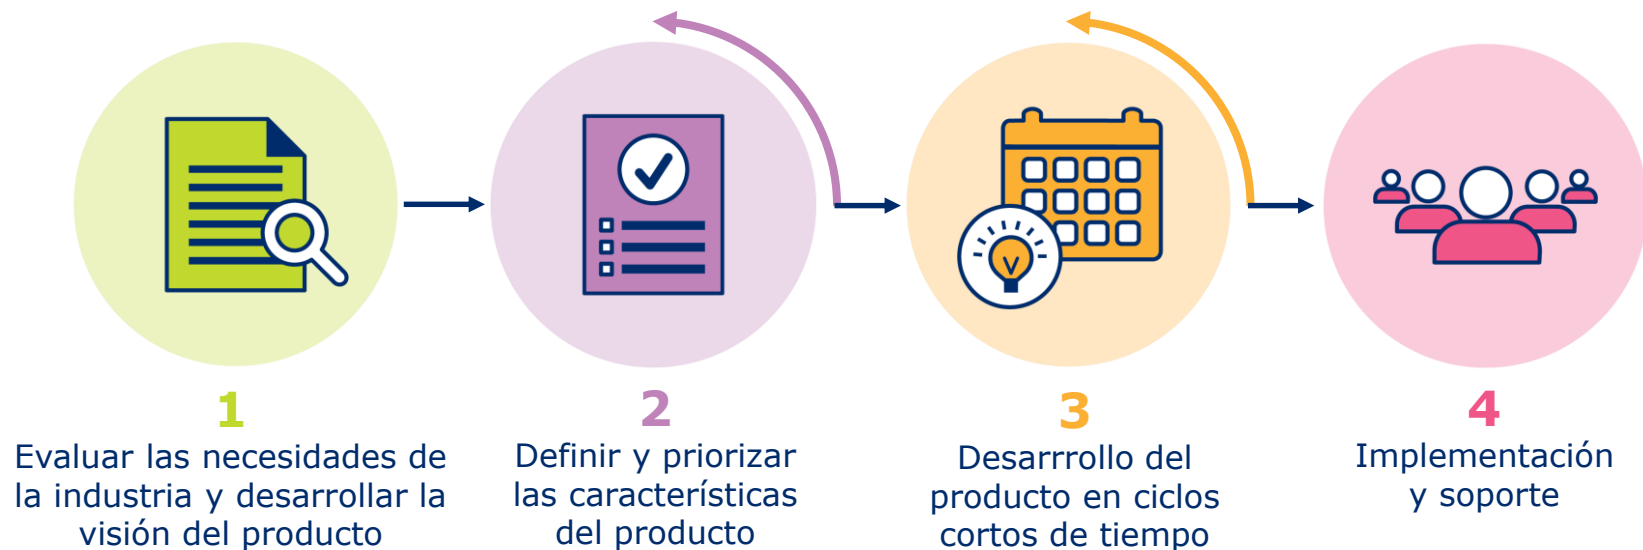 1
Evaluar las necesidades de
la industria y desarrollar la
visión del producto
2
Definir y priorizar
las características
del producto
3
Desarrrollo del
producto en ciclos
cortos de tiempo
4
Implementación
y soporte